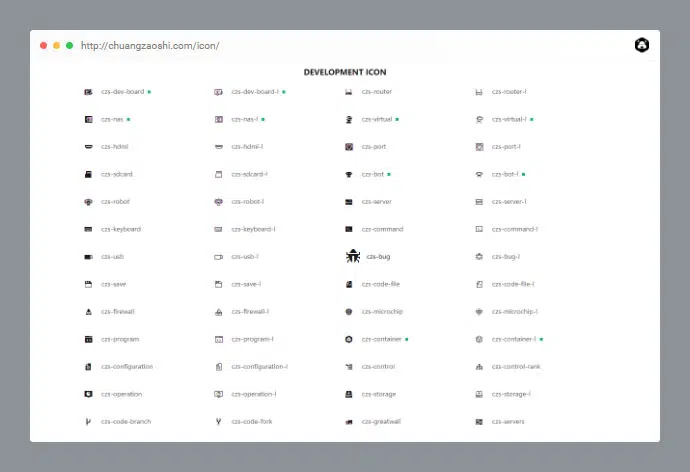 http://chuangzaoshi.com/icon/
DEVELOPMENT ICON
czs-dev-board czs-dev-board-l czs-router czs-router-l
czs-nas czs-nas-l czs-virtual czs-virtual-l
czs-hdmi czs-hdmi-l czs-port czs-port-l
czs-sdcard czs-sdcard-l czs-bot czs-bot-l
czs-robot czs-robot-l czs-server czs-server-l
czs-keyboard czs-keyboard-l czs-command czs-command-l
czs-usb czs-usb-l czs-bug czs-bug-l
czs-save czs-save-l czs-code-file czs-code-file-l
czs-firewall czs-firewall-l czs-microchip czs-microchip-l
czs-program czs-program-l czs-container czs-container-l
czs-configuration czs-configuration-l czs-control czs-control-rank
czs-operation czs-operation-l czs-storage czs-storage-l
czs-code-branch czs-code-fork czs-greatwall czs-servers